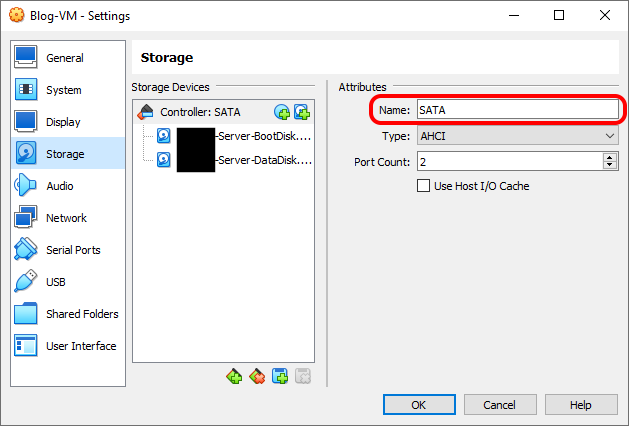 Blog-VM - Settings
General
System
Display
Storage
Audio
Network
Serial Ports
USB
Shared Folders
User Interface
Storage
Storage Devices
Controller: SATA
-Server-BootDisk....
-Server-DataDisk....
Attributes
Name: SATA
Type: AHCI
Port Count: 2
Use Host I/O Cache
OK
Cancel
Help